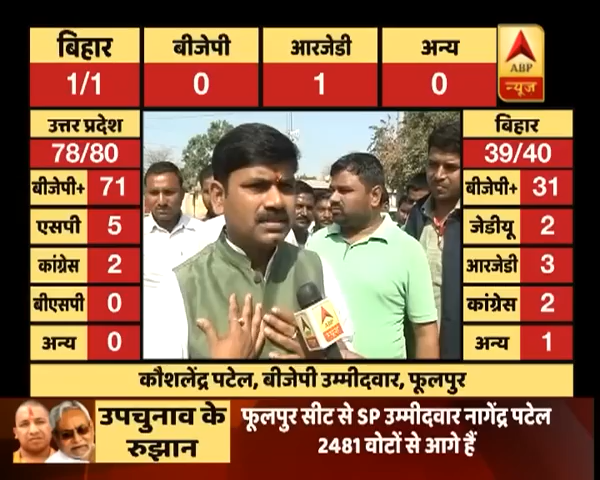 बिहार बीजेपी आरजेडी अन्य
1/1 0 1 0
ABP
न्यूज़
उत्तर प्रदेश
78/80
बीजेपी+ 71
एसपी 5
कांग्रेस 2
बीएसपी 0
अन्य 0
बिहार
39/40
बीजेपी+ 31
जेडीयू 2
आरजेडी 3
कांग्रेस 2
अन्य 1
कौशलेंद्र पटेल, बीजेपी उम्मीदवार, फूलपुर
उपचुनाव के
रुझान
फूलपुर सीट से SP उम्मीदवार नागेंद्र पटेल
2481 वोटों से आगे हैं